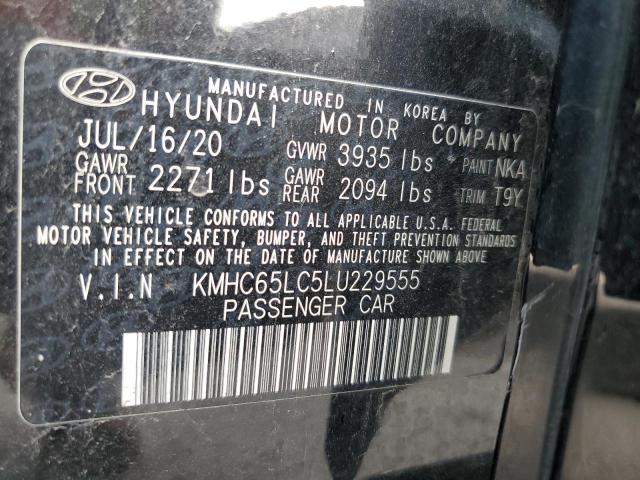 MANUFACTURED IN KOREA BY
HYUNDAI MOTOR COMPANY
JUL/16/20 GVWR 3935 lbs PAINT NKA
GAWR FRONT 2271 lbs GAWR REAR 2094 lbs TRIM T9Y
THIS VEHICLE CONFORMS TO ALL APPLICABLE U.S.A. FEDERAL
MOTOR VEHICLE SAFETY, BUMPER, AND THEFT PREVENTION STANDARDS
IN EFFECT ON THE DATE OF MANUFACTURE SHOWN ABOVE.
V.I.N KMHC65LC5LU229555
PASSENGER CAR